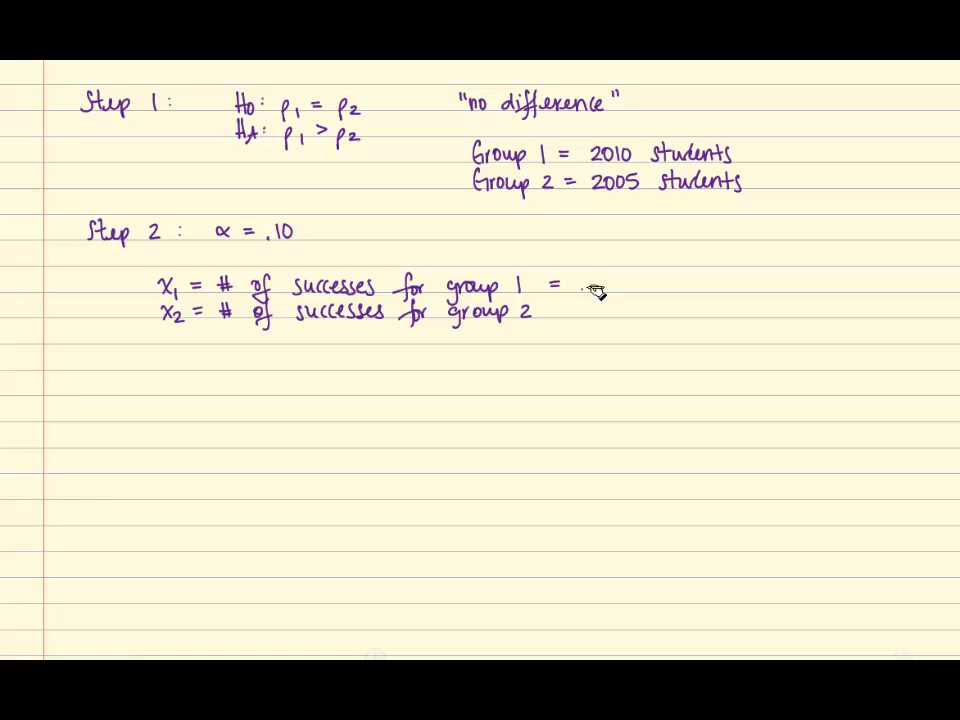 Step 1: H0: p1 = p2 "no difference"
HA: p1 > p2
Group 1 = 2010 students
Group 2 = 2005 students
Step 2: α = .10
x1 = # of successes for group 1 = .
x2 = # of successes for group 2